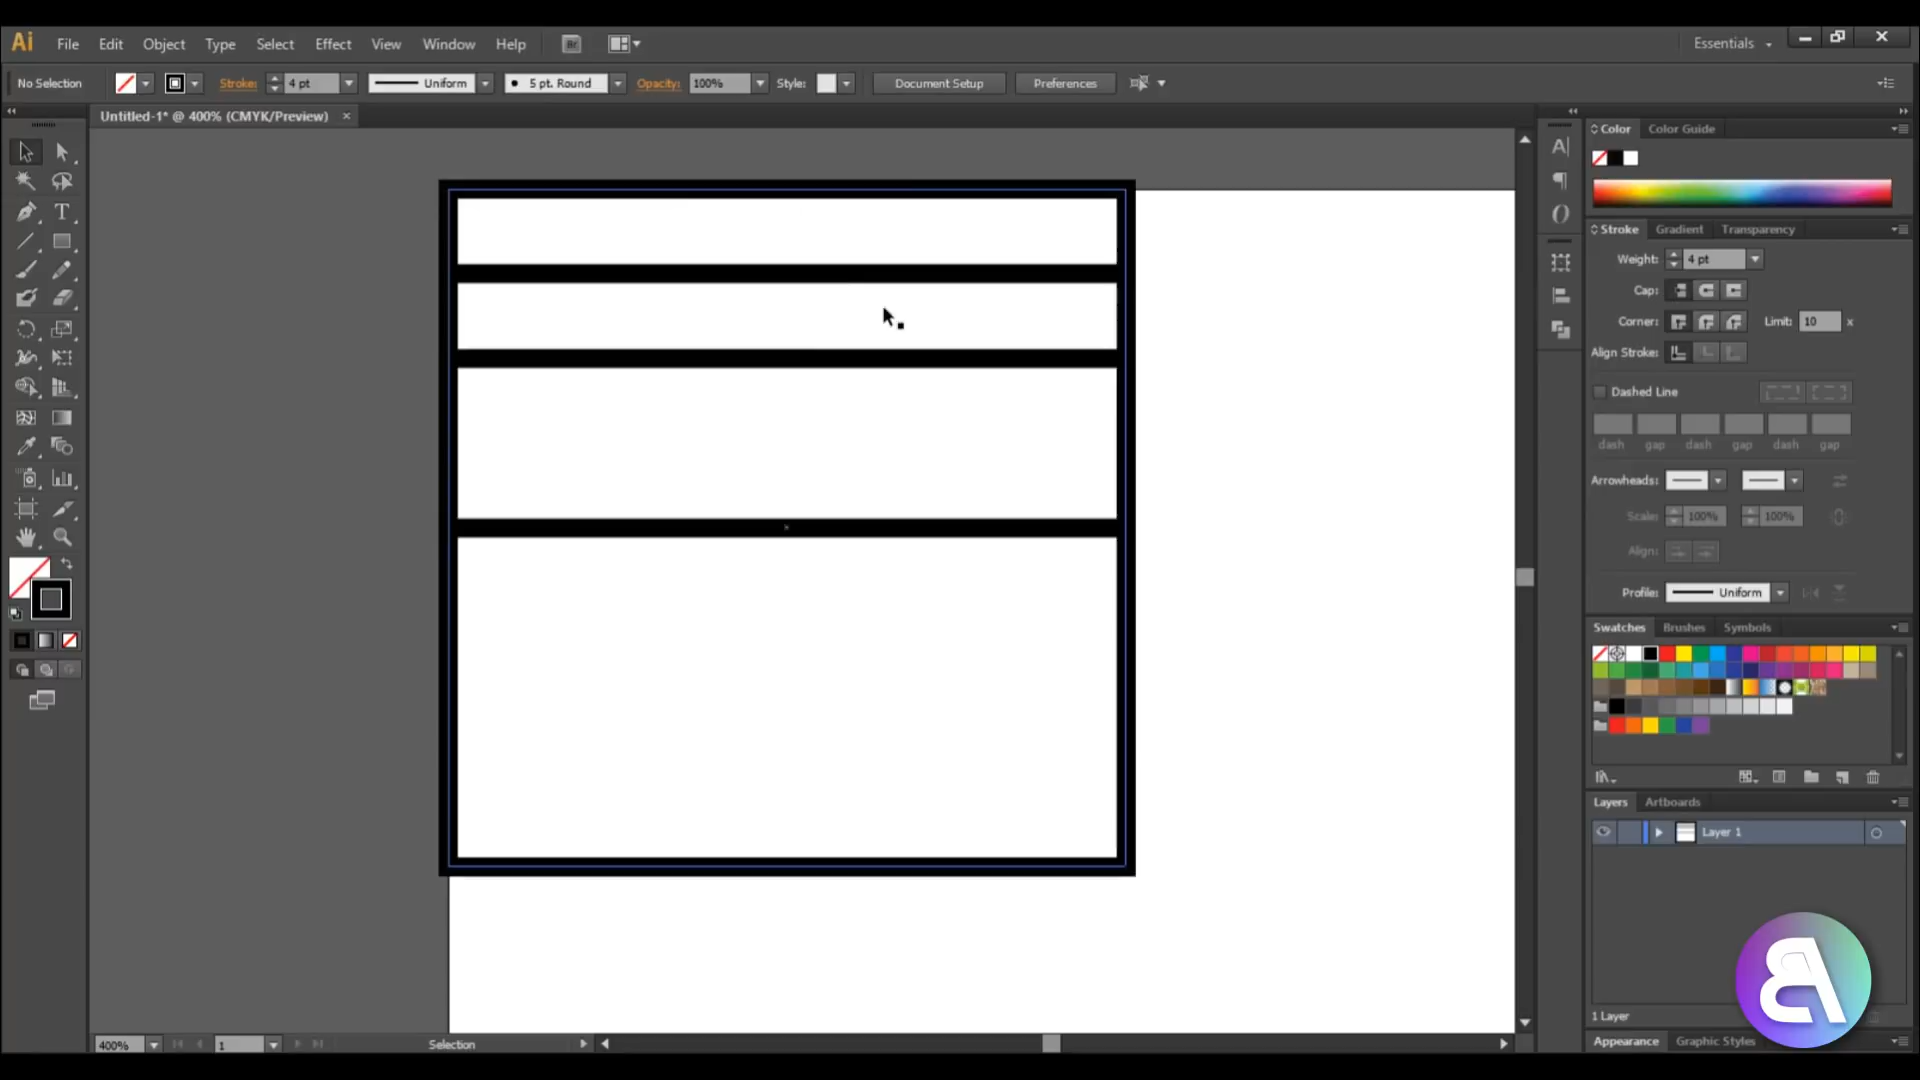 Ai File Edit Object Type Select Effect View Window Help Br Essentials
No Selection Stroke: 4 pt Uniform 5 pt. Round Opacity: 100% Style: Document Setup Preferences
Untitled-1* @ 400% (CMYK/Preview)
Color Color Guide
Stroke Gradient Transparency
Weight: 4 pt
Cap:
Corner: Limit: 10 x
Align Stroke:
Dashed Line
dash gap dash gap dash gap
Arrowheads:
Scale: 100% 100%
Align:
Profile: Uniform
Swatches Brushes Symbols
Layers Artboards
Layer 1
1 Layer
Appearance Graphic Styles
400% 1 Selection